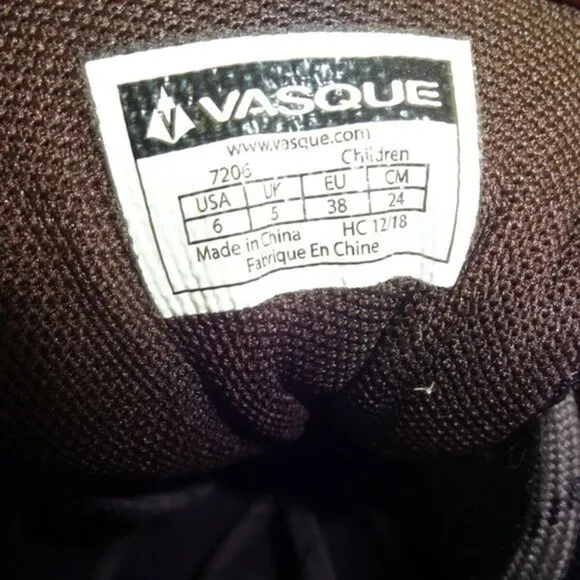 VASQUE
www.vasque.com
7206 Children
USA UK EU CM
6 5 38 24
Made in China HC 12/18
Fabrique En Chine